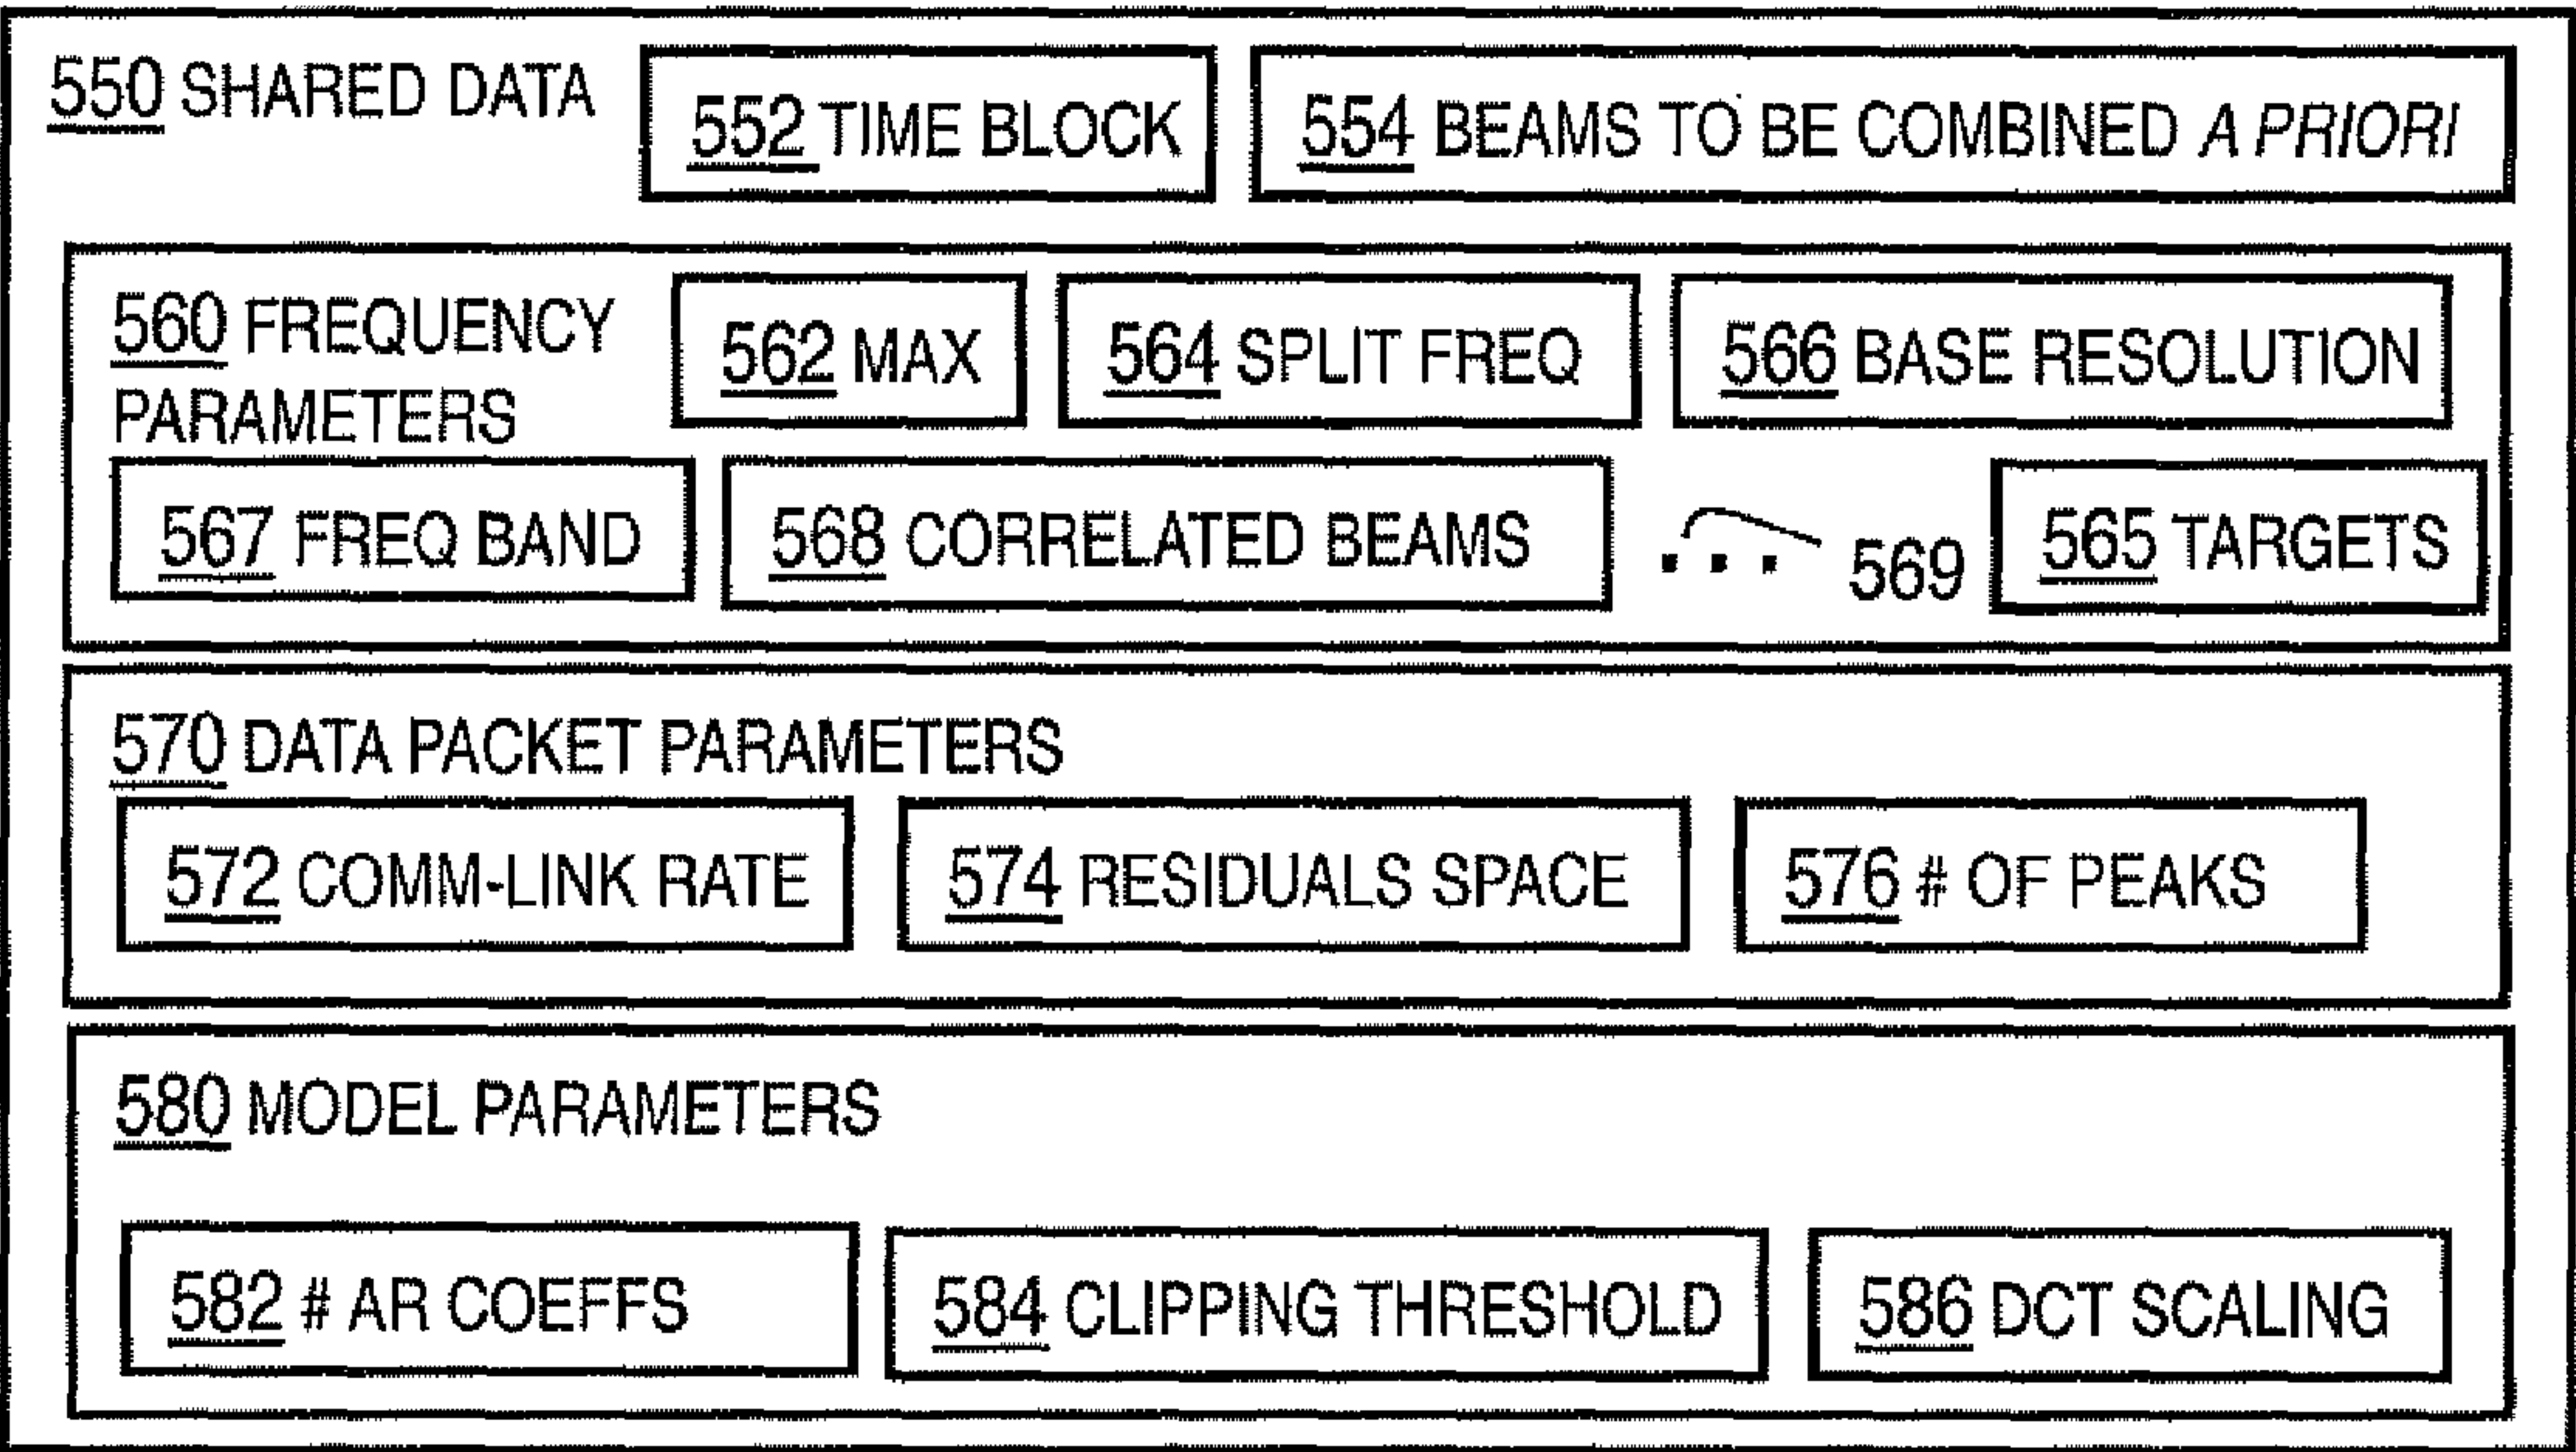 550 SHARED DATA
552 TIME BLOCK
554 BEAMS TO BE COMBINED A PRIORI
560 FREQUENCY
PARAMETERS
562 MAX
564 SPLIT FREQ
566 BASE RESOLUTION
567 FREQ BAND
568 CORRELATED BEAMS
... 569
565 TARGETS
570 DATA PACKET PARAMETERS
572 COMM-LINK RATE
574 RESIDUALS SPACE
576 # OF PEAKS
580 MODEL PARAMETERS
582 # AR COEFFS
584 CLIPPING THRESHOLD
586 DCT SCALING